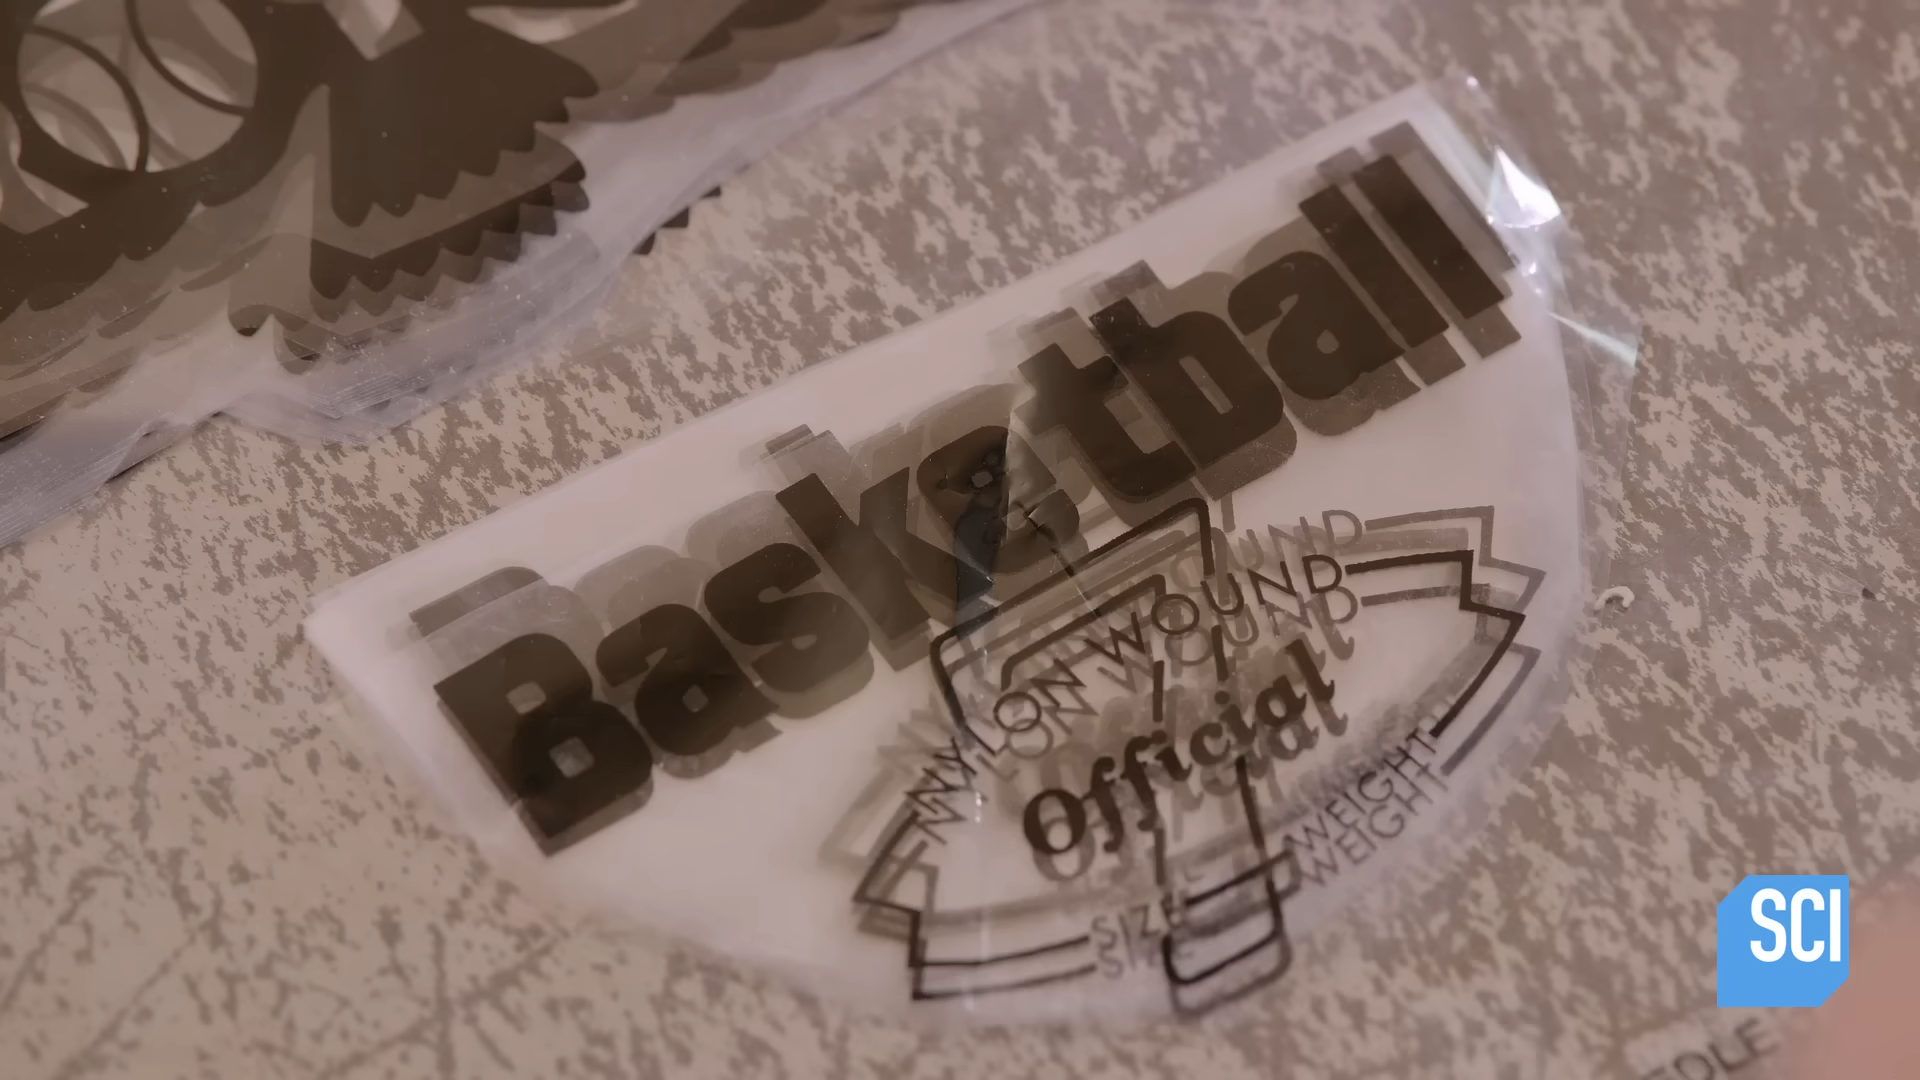 Basketball
NYLON WOUND
Official
SIZE
WEIGHT
SCI